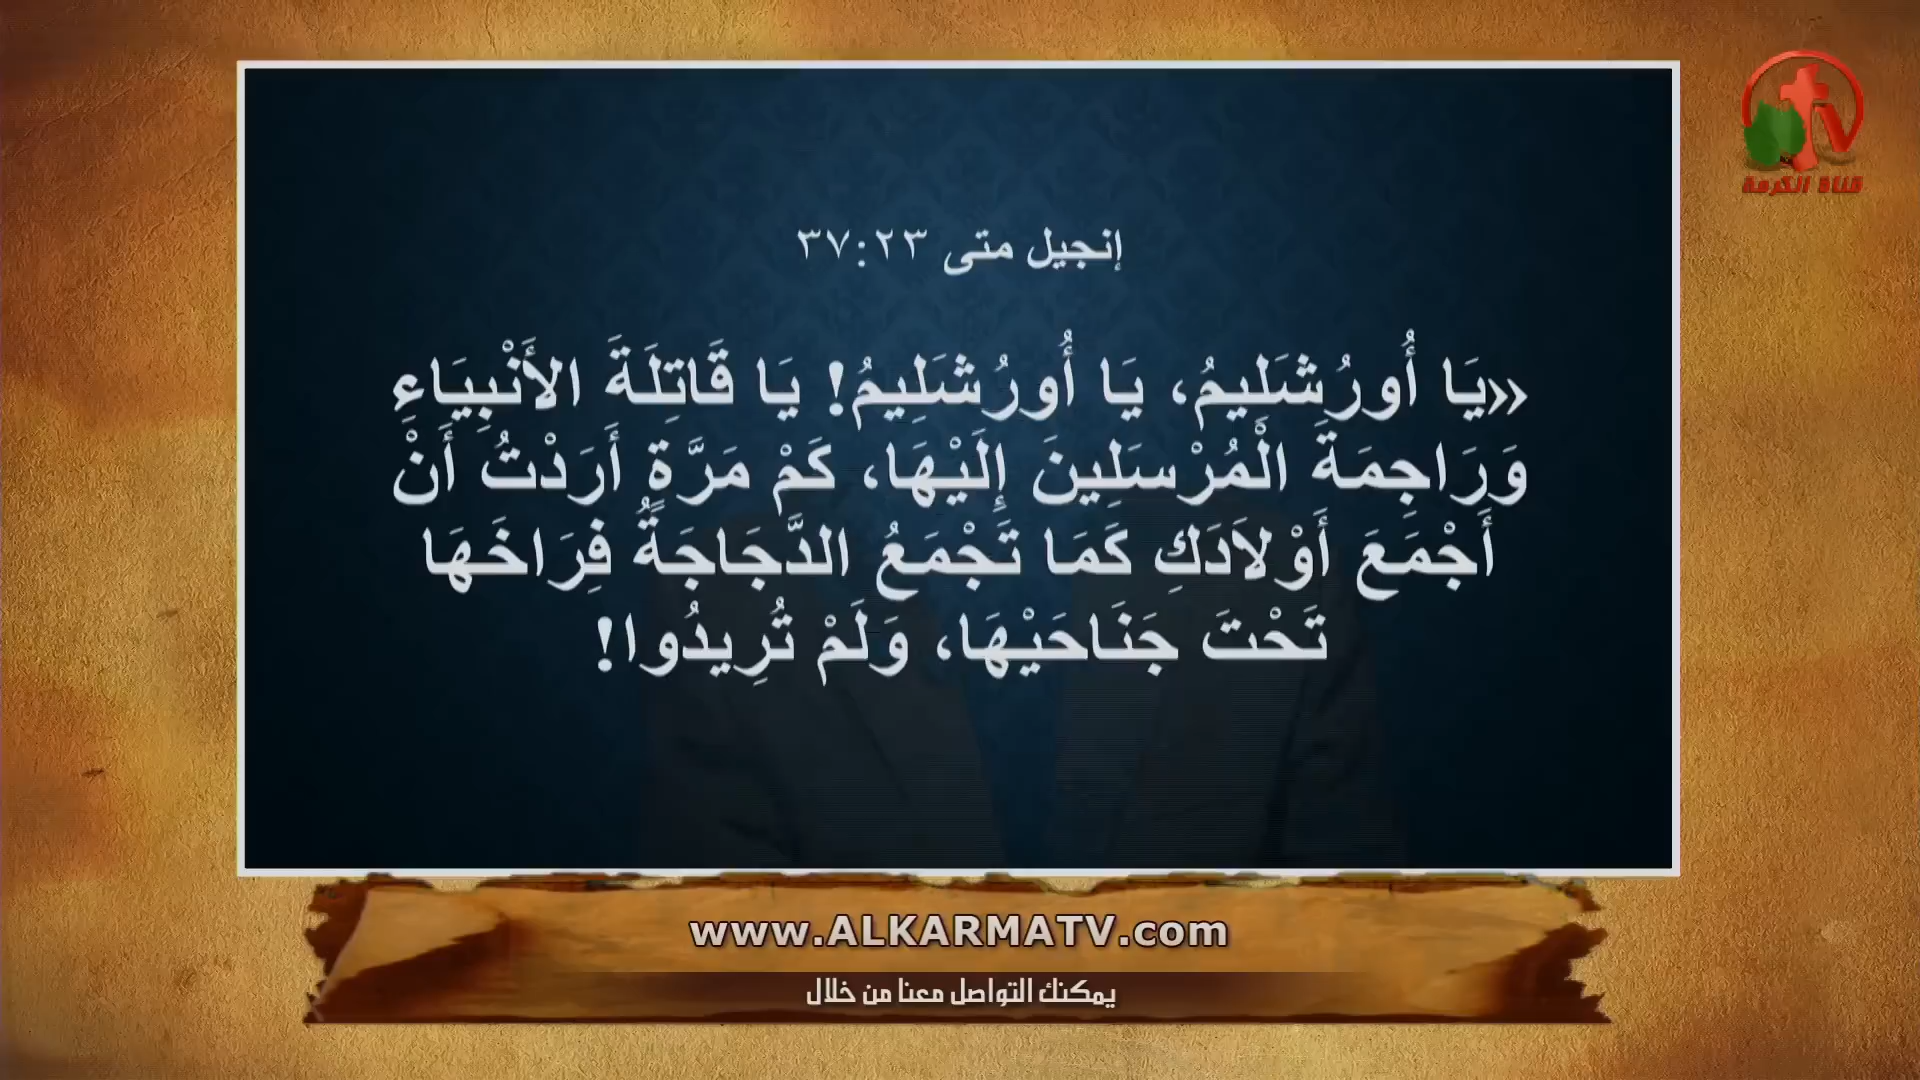 قناة الكرمة
إنجيل متى ٣٧:٢٣
«يَا أُورُشَلِيمُ، يَا أُورُشَلِيمُ! يَا قَاتِلَةَ الأَنْبِيَاءِ
وَرَاجِمَةَ الْمُرْسَلِينَ إِلَيْهَا، كَمْ مَرَّةٍ أَرَدْتُ أَنْ
أَجْمَعَ أَوْلاَدَكِ كَمَا تَجْمَعُ الدَّجَاجَةُ فِرَاخَهَا
تَحْتَ جَنَاحَيْهَا، وَلَمْ تُرِيدُوا!
www.ALKARMATV.com
يمكنك التواصل معنا من خلال